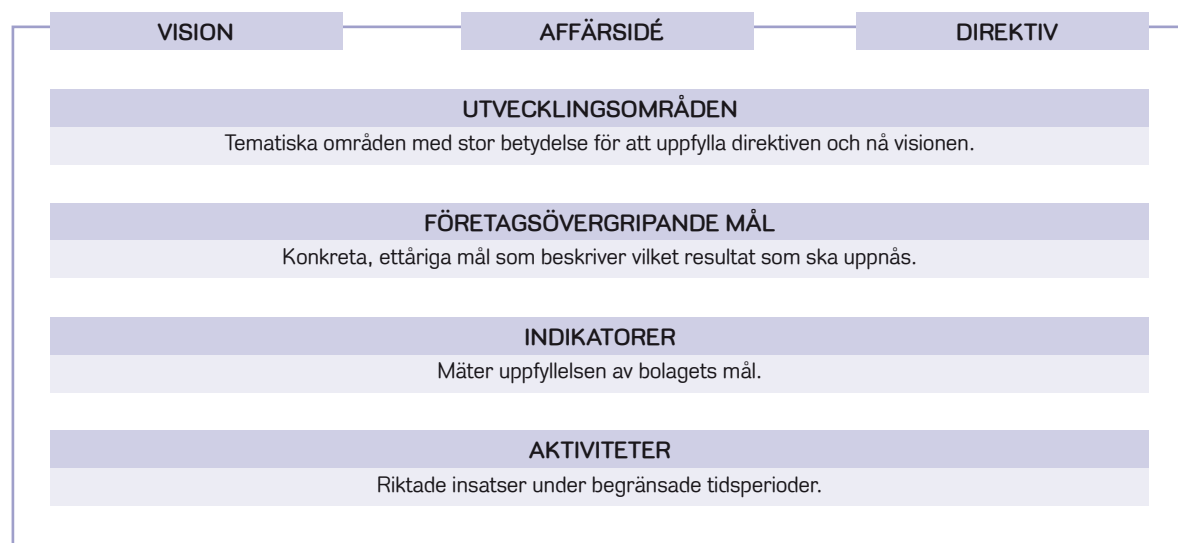 VISION
AFFÄRSIDÉ
DIREKTIV
UTVECKLINGSOMRÅDEN
Tematiska områden med stor betydelse för att uppfylla direktiven och nå visionen.
FÖRETAGSÖVERGRIPANDE MÅL
Konkreta, ettåriga mål som beskriver vilket resultat som ska uppnås.
INDIKATORER
Mäter uppfyllelsen av bolagets mål.
AKTIVITETER
Riktade insatser under begränsade tidsperioder.